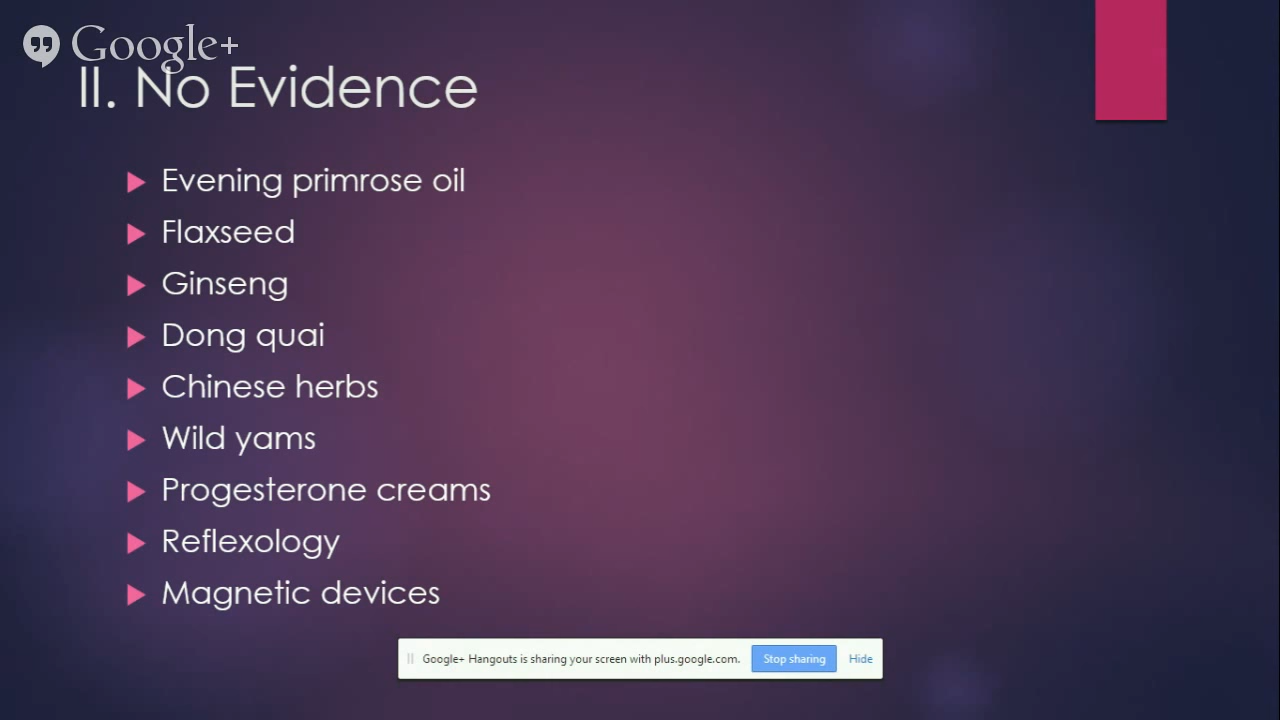 Google+
II. No Evidence
Evening primrose oil
Flaxseed
Ginseng
Dong quai
Chinese herbs
Wild yams
Progesterone creams
Reflexology
Magnetic devices
Google+ Hangouts is sharing your screen with plus.google.com. Stop sharing Hide